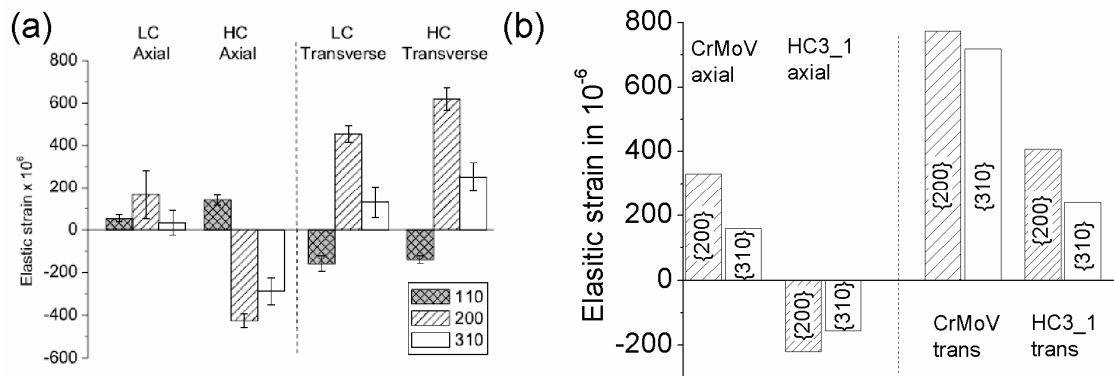 (a)
LC
Axial
HC
Axial
LC
Transverse
HC
Transverse
Elastic strain x 10⁶
800
600
400
200
0
-200
-400
-600
110
200
310
(b)
CrMoV
axial
HC3_1
axial
Elasitic strain in 10⁻⁶
800
600
400
200
0
-200
{200}
{310}
{200}
{310}
{200}
{310}
{200}
{310}
CrMoV
trans
HC3_1
trans